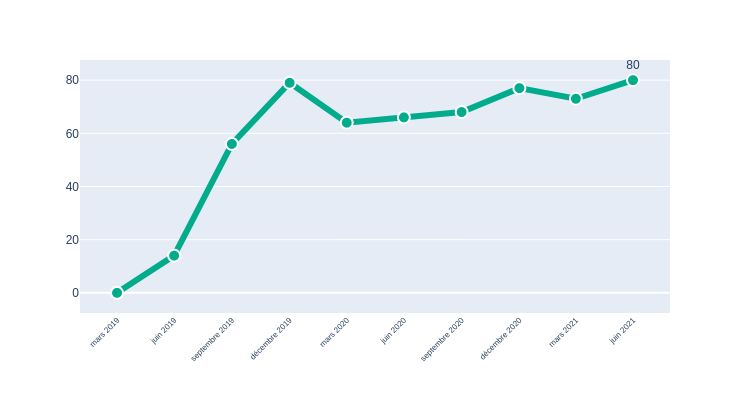 80
80
60
40
20
0
mars 2019
juin 2019
septembre 2019
décembre 2019
mars 2020
juin 2020
septembre 2020
décembre 2020
mars 2021
juin 2021